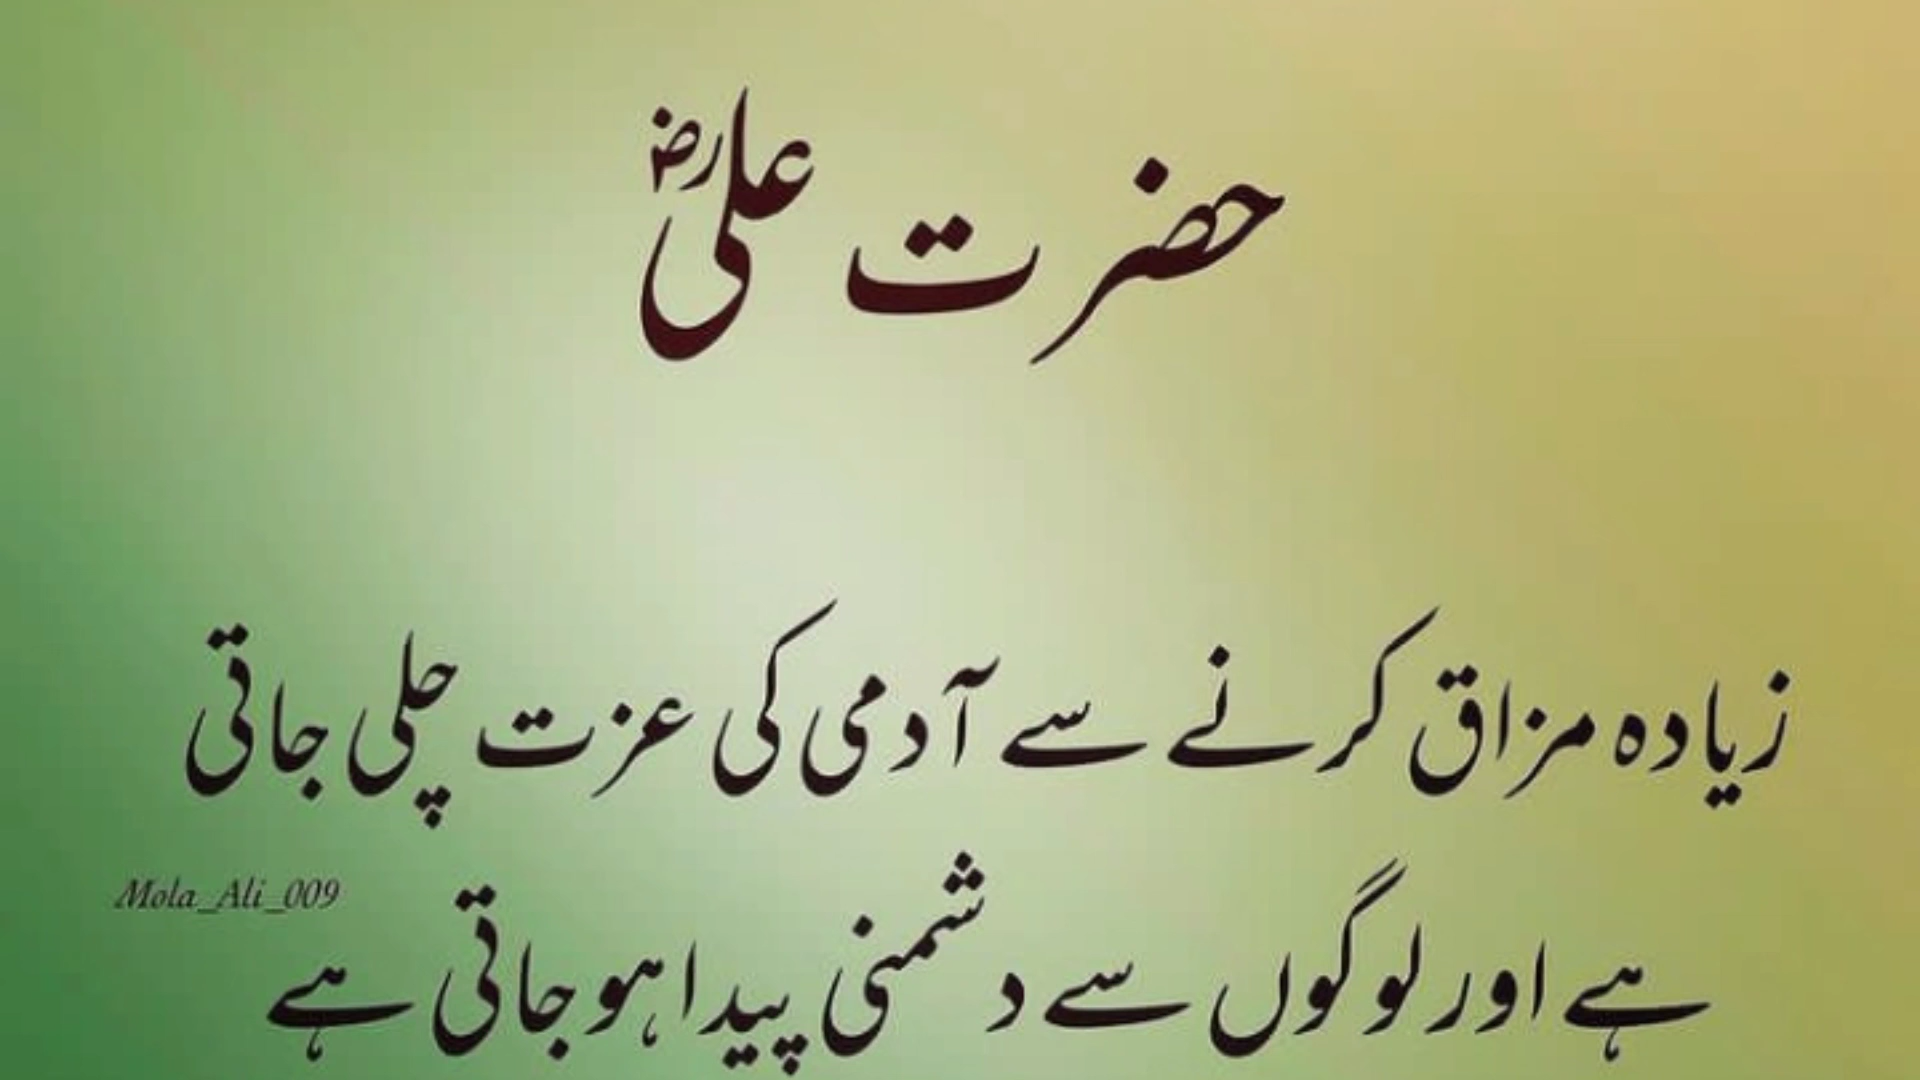 حضرت علیؓ
زیادہ مزاق کرنے سے آدمی کی عزت چلی جاتی
ہے اور لوگوں سے دشمنی پیدا ہو جاتی ہے
Mola_Ali_009